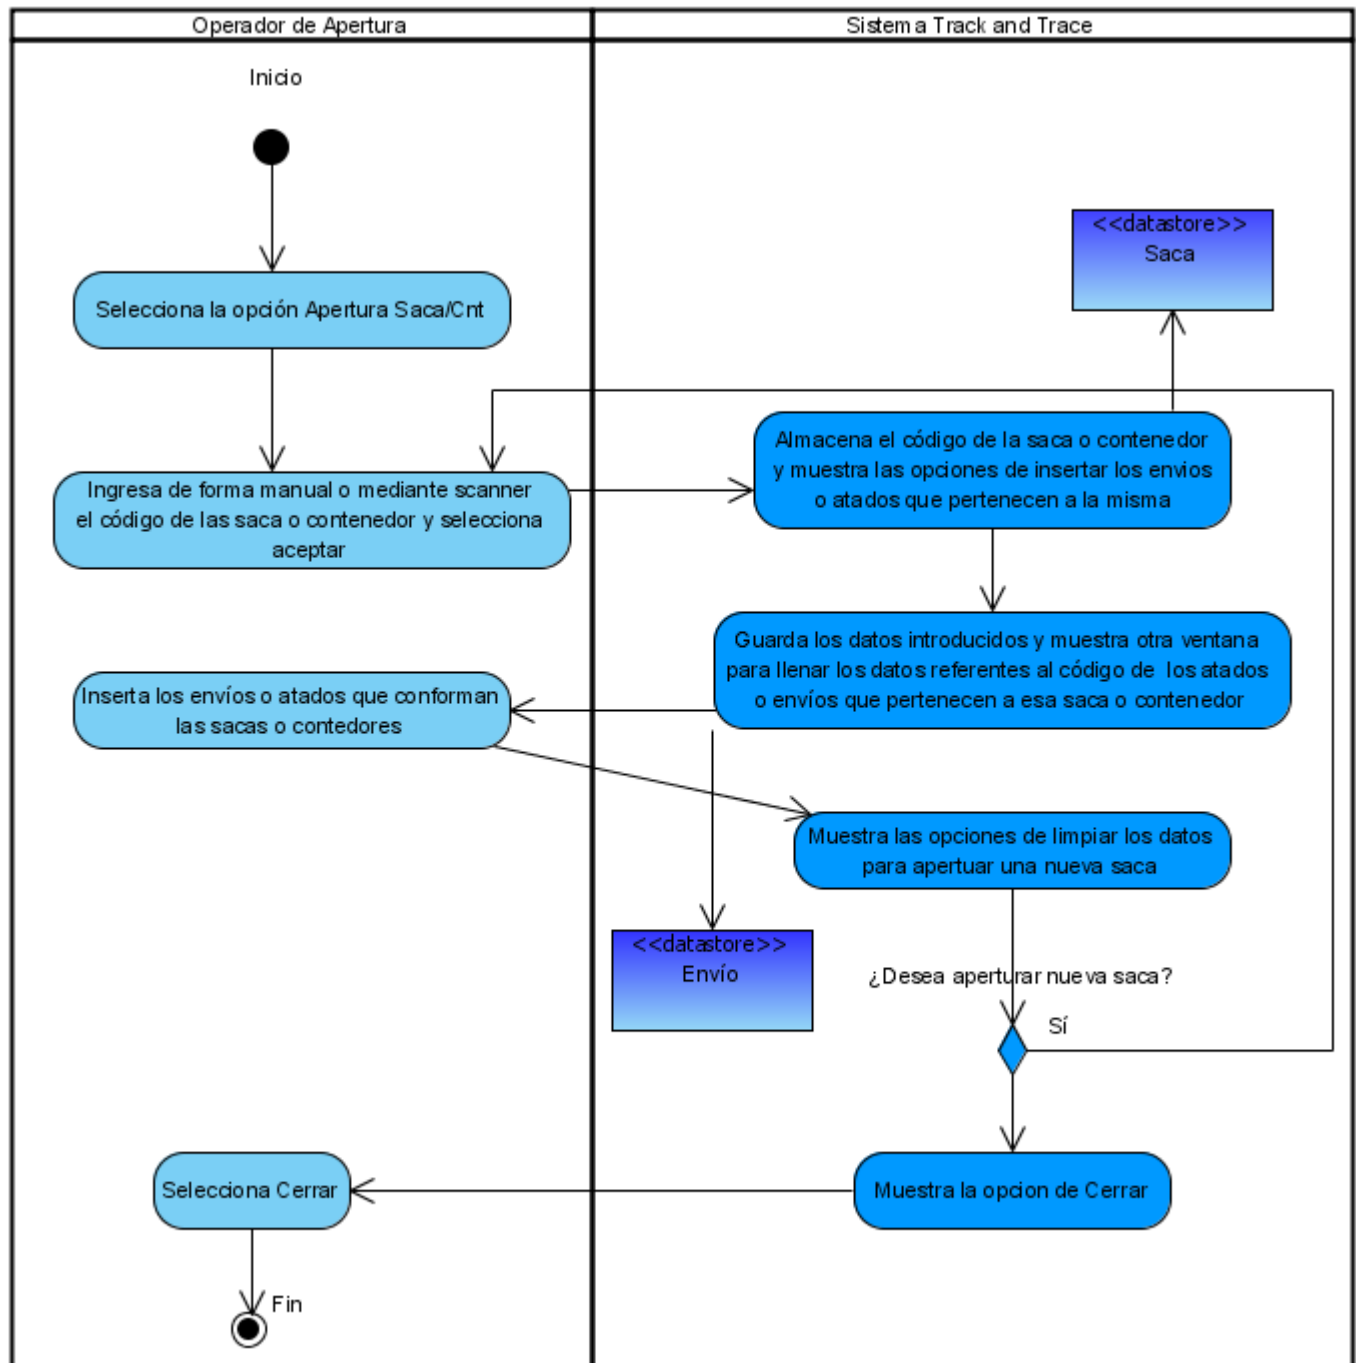 Operador de Apertura
Sistema Track and Trace
Inicio
<<datastore>>
Saca
Selecciona la opción Apertura Saca/Cnt
Almacena el código de la saca o contenedor
y muestra las opciones de insertar los envios
o atados que pertenecen a la misma
Ingresa de forma manual o mediante scanner
el código de las saca o contenedor y selecciona
aceptar
Guarda los datos introducidos y muestra otra ventana
para llenar los datos referentes al código de los atados
o envíos que pertenecen a esa saca o contenedor
Inserta los envíos o atados que conforman
las sacas o contedores
Muestra las opciones de limpiar los datos
para apertuar una nueva saca
<<datastore>>
Envío
¿Desea aperturar nueva saca?
Sí
Selecciona Cerrar
Muestra la opcion de Cerrar
Fin